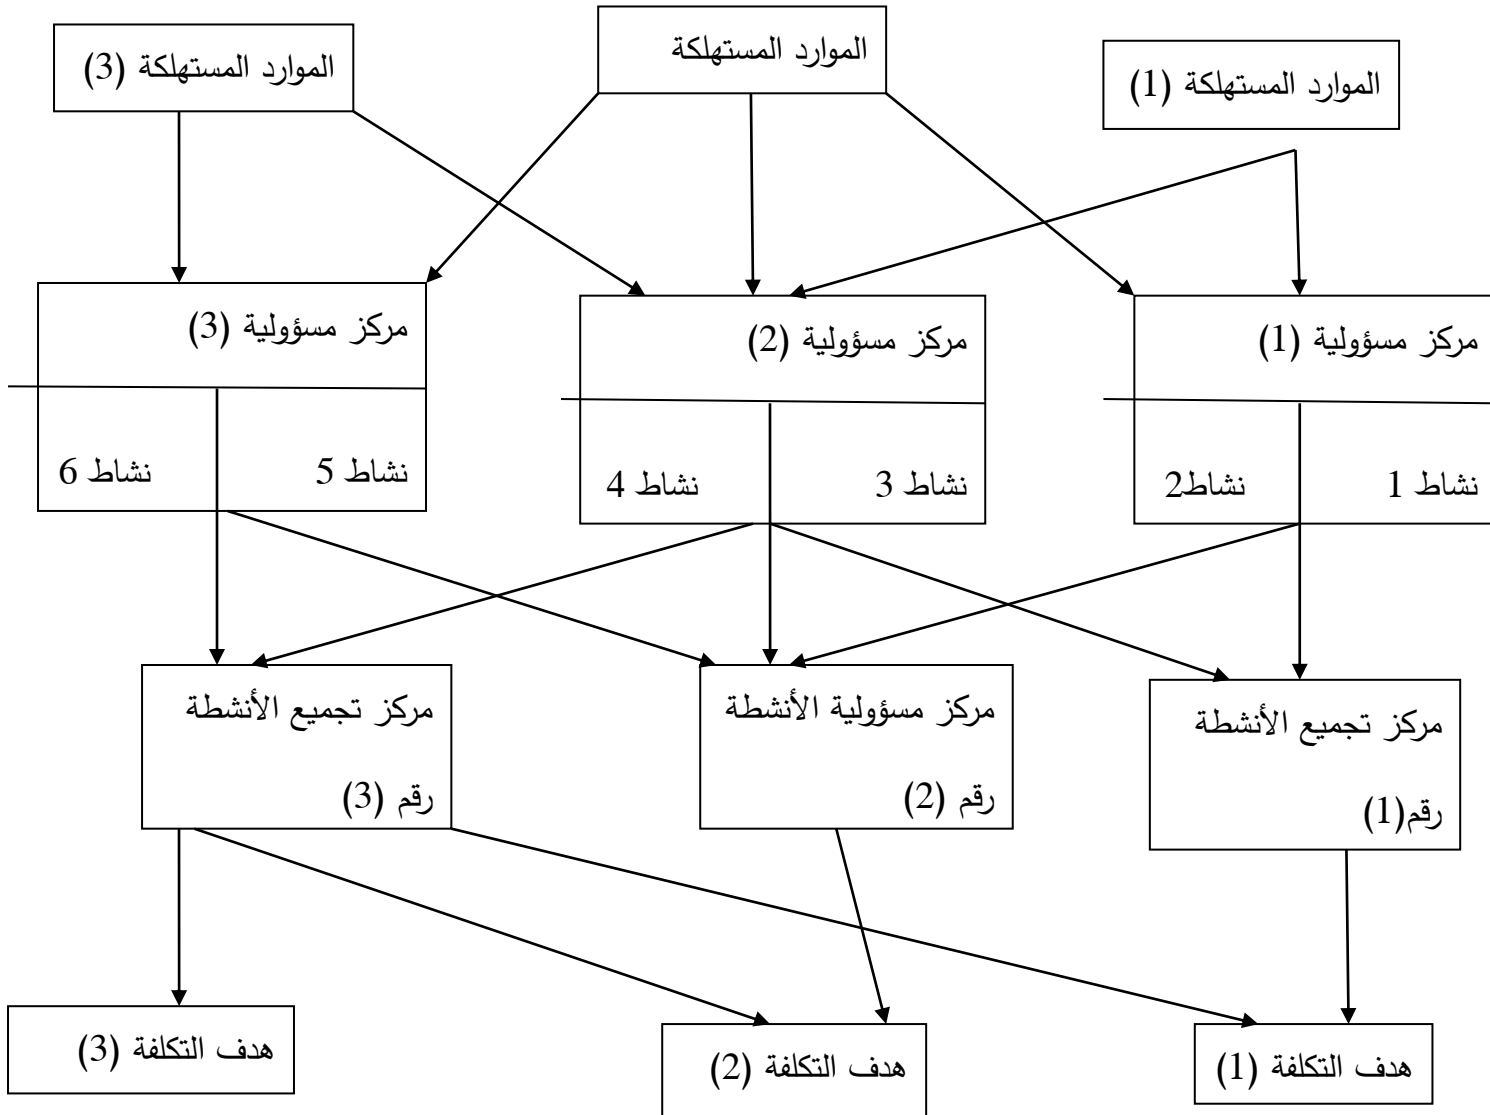 الموارد المستهلكة (1)
الموارد المستهلكة
الموارد المستهلكة (3)
مركز مسؤولية (1)
نشاط 1
نشاط2
مركز مسؤولية (2)
نشاط 3
نشاط 4
مركز مسؤولية (3)
نشاط 5
نشاط 6
مركز تجميع الأنشطة
رقم(1)
مركز مسؤولية الأنشطة
رقم (2)
مركز تجميع الأنشطة
رقم (3)
هدف التكلفة (1)
هدف التكلفة (2)
هدف التكلفة (3)